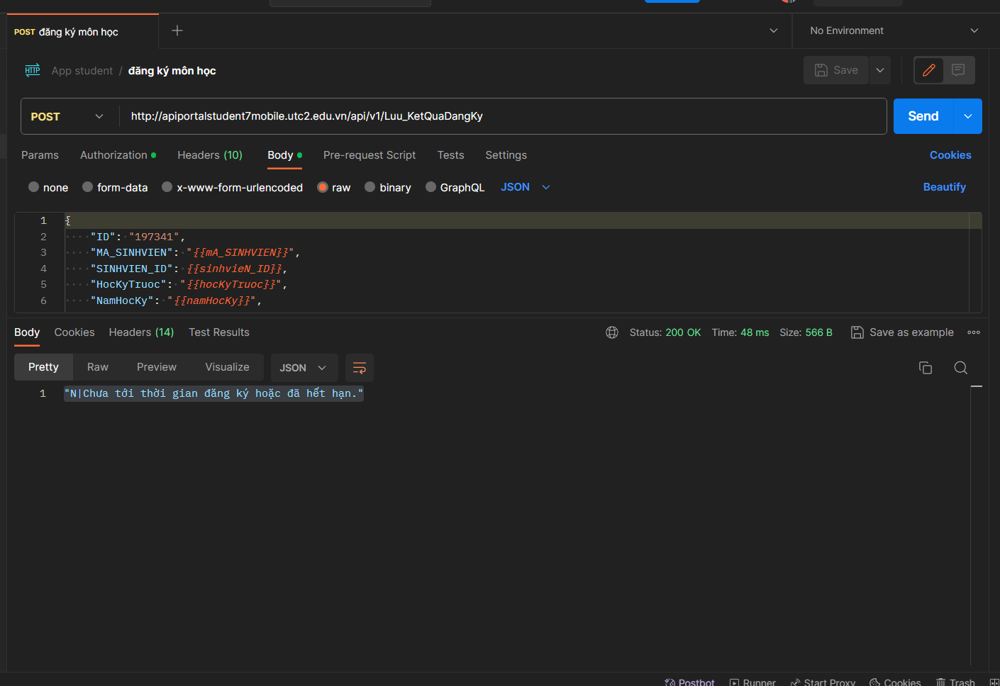 POST đăng ký môn học
No Environment
HTTP App student / đăng ký môn học
Save
POST http://apiportalstudent7mobile.utc2.edu.vn/api/v1/Luu_KetQuaDangKy
Send
Params Authorization Headers (10) Body Pre-request Script Tests Settings Cookies
none form-data x-www-form-urlencoded raw binary GraphQL JSON Beautify
1 {
2 "ID": "197341",
3 "MA_SINHVIEN": "{{mA_SINHVIEN}}",
4 "SINHVIEN_ID": {{sinhvieN_ID}},
5 "HocKyTruoc": "{{hocKyTruoc}}",
6 "NamHocKy": "{{namHocKy}}",
Body Cookies Headers (14) Test Results Status: 200 OK Time: 48 ms Size: 566 B Save as example
Pretty Raw Preview Visualize JSON
1 "N|Chưa tới thời gian đăng ký hoặc đã hết hạn."
Postbot Runner Start Proxy Cookies Trash